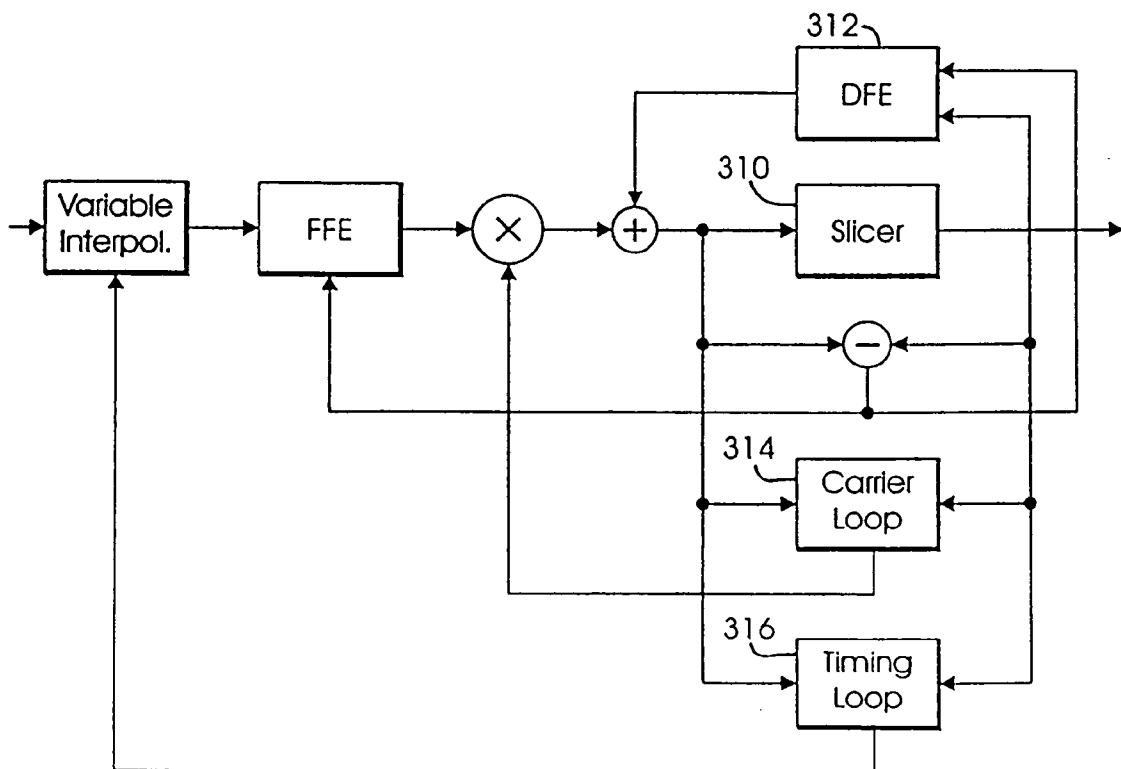 312
DFE
310
Variable
Interpol.
FFE
×
+
Slicer
−
314
Carrier
Loop
316
Timing
Loop